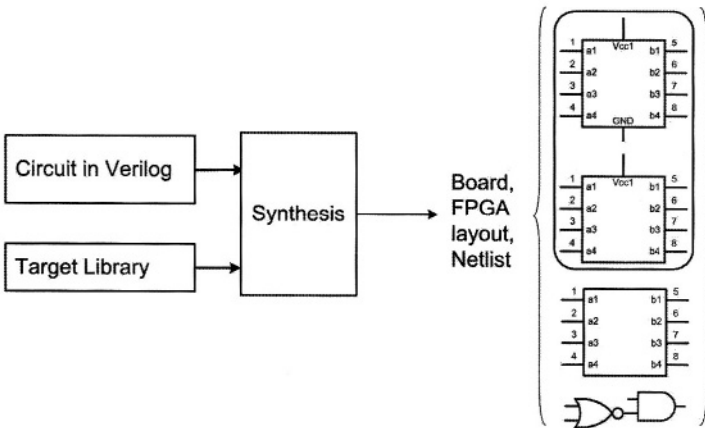 Circuit in Verilog
Target Library
Synthesis
Board,
FPGA
layout,
Netlist
Vcc1
1 a1 b1 5
2 a2 b2 6
3 a3 b3 7
4 a4 b4 8
GND
Vcc1
1 a1 b1 5
2 a2 b2 6
3 a3 b3 7
4 a4 b4 8
1 a1 b1 5
2 a2 b2 6
3 a3 b3 7
4 a4 b4 8